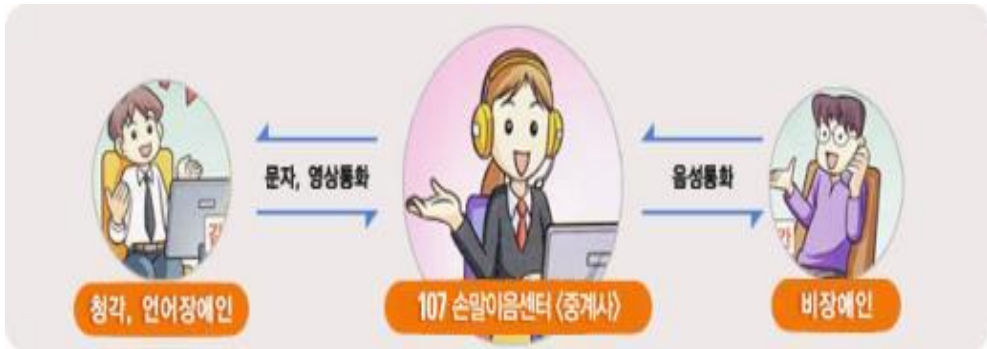 문자, 영상통화
음성통화
청각, 언어장애인
107 손말이음센터 <중계사>
비장애인